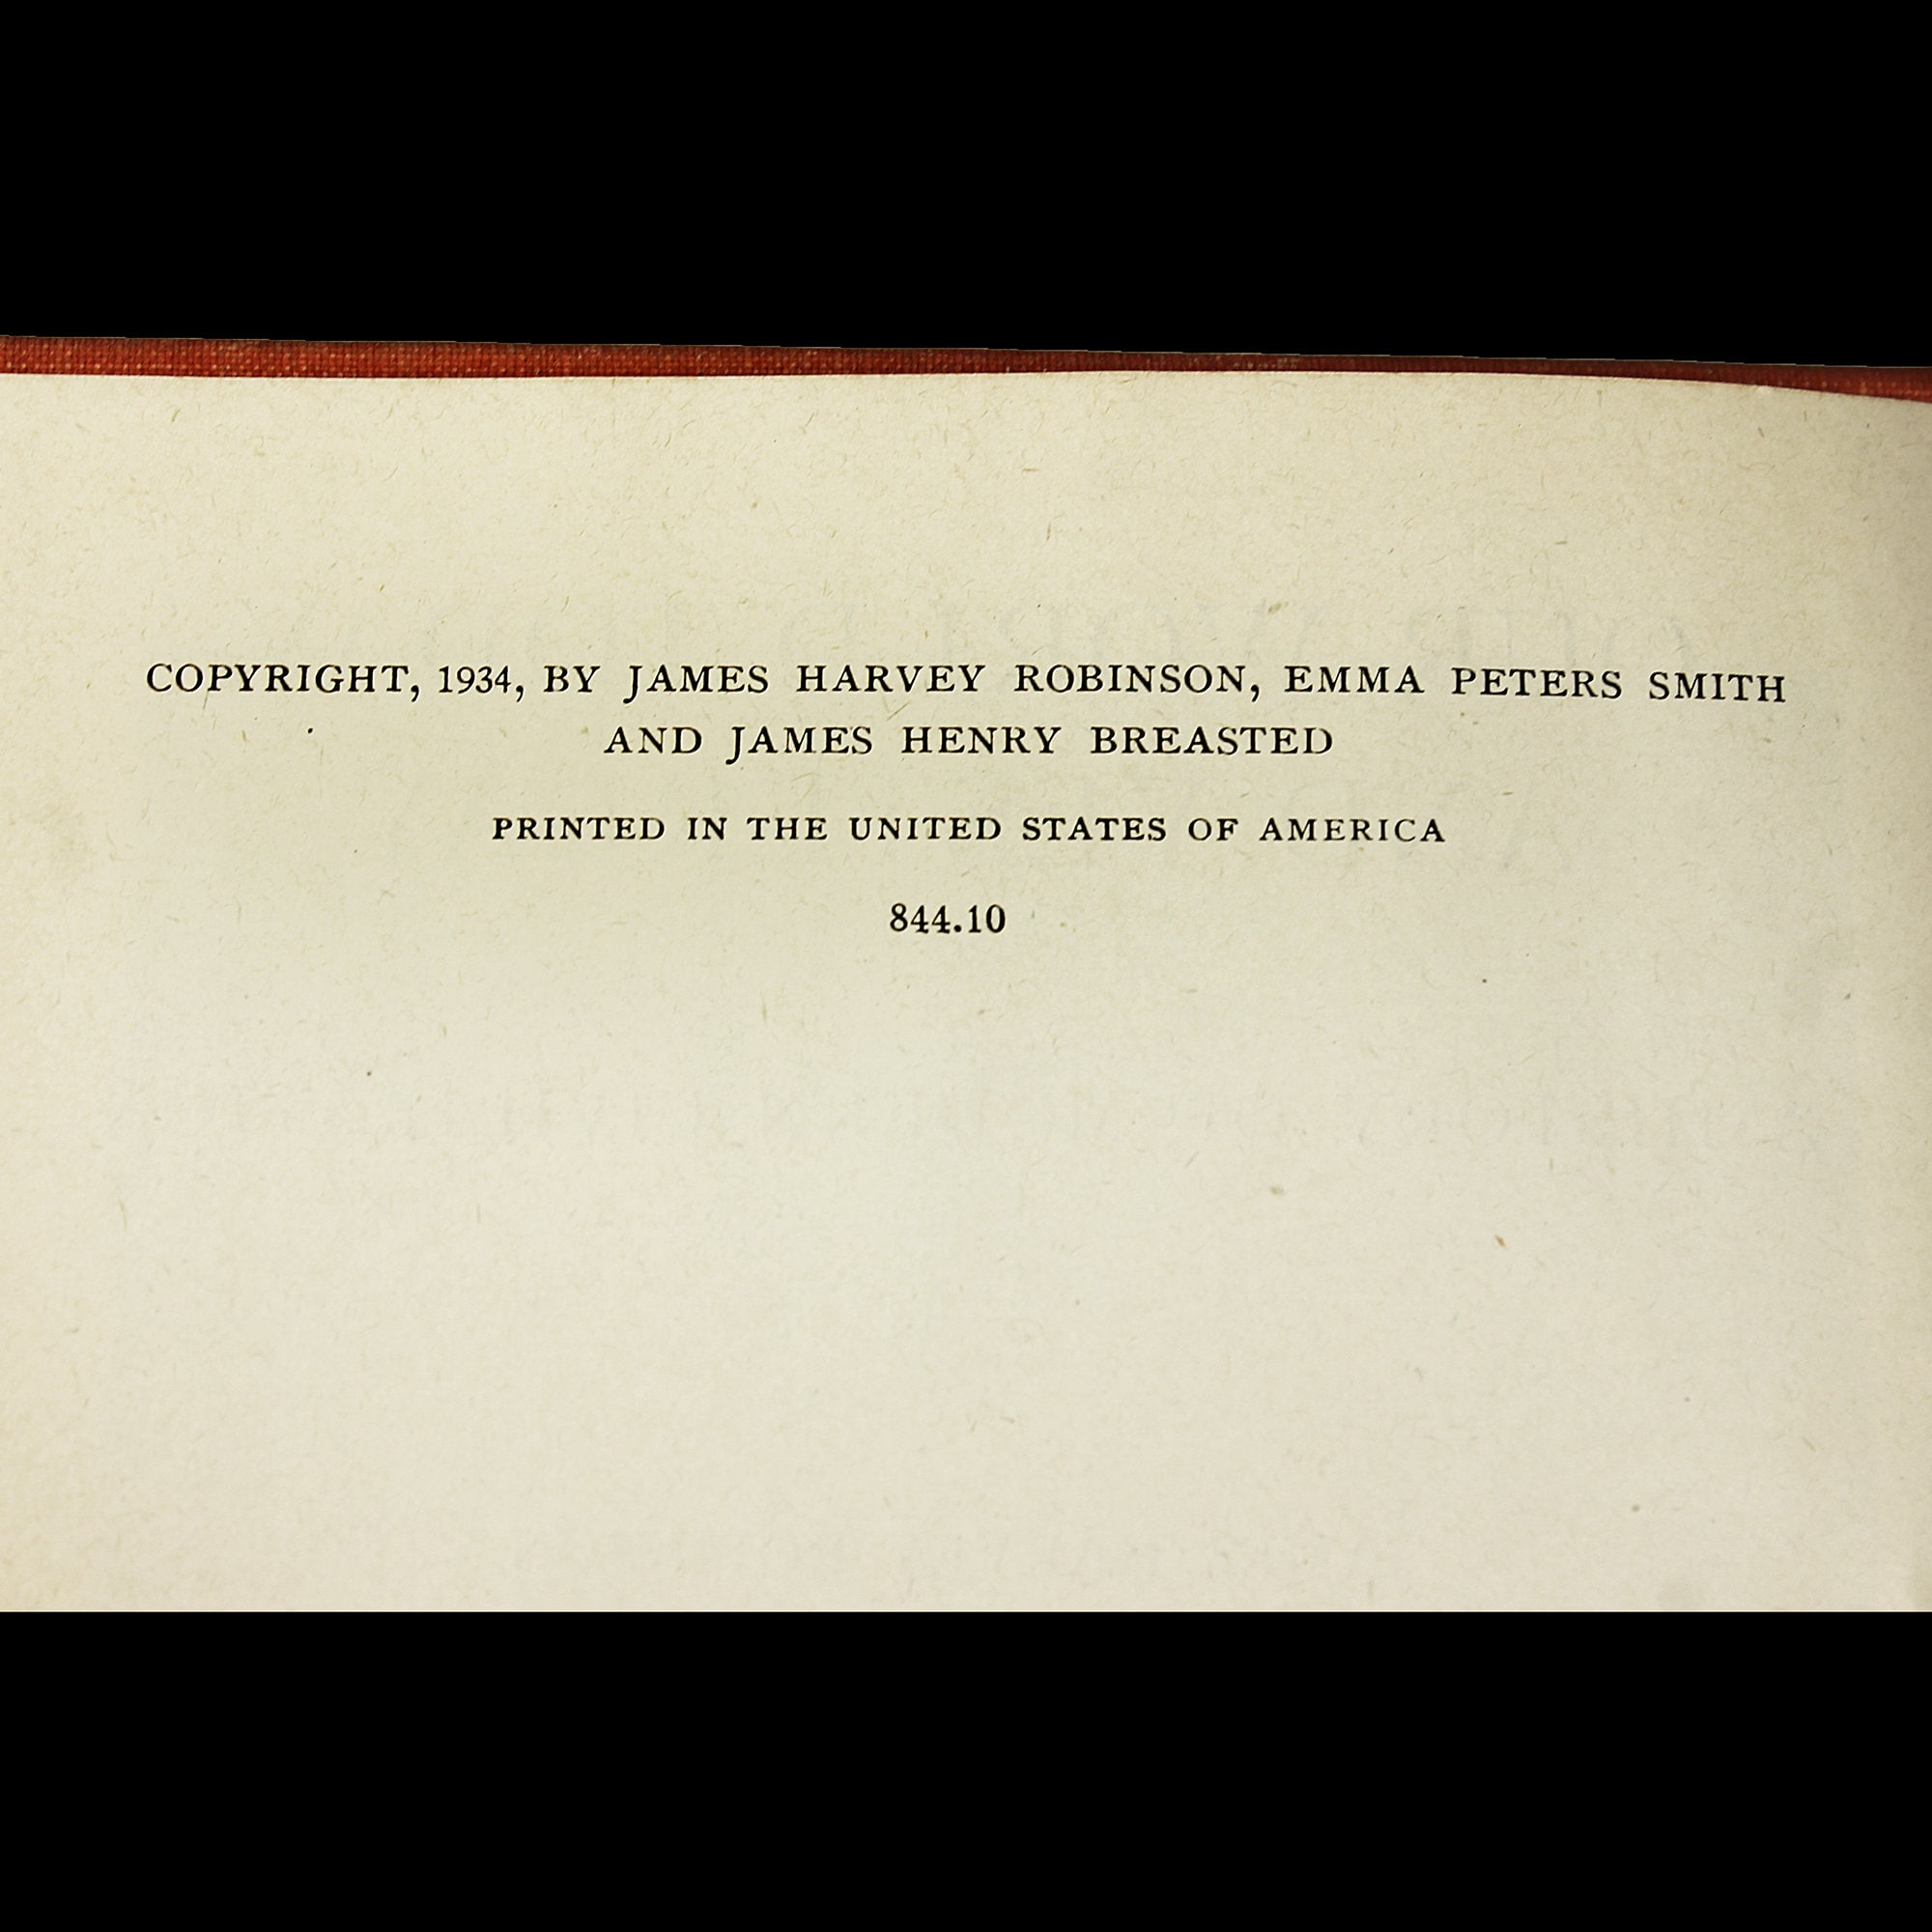 COPYRIGHT, 1934, BY JAMES HARVEY ROBINSON, EMMA PETERS SMITH
AND JAMES HENRY BREASTED
PRINTED IN THE UNITED STATES OF AMERICA
844.10